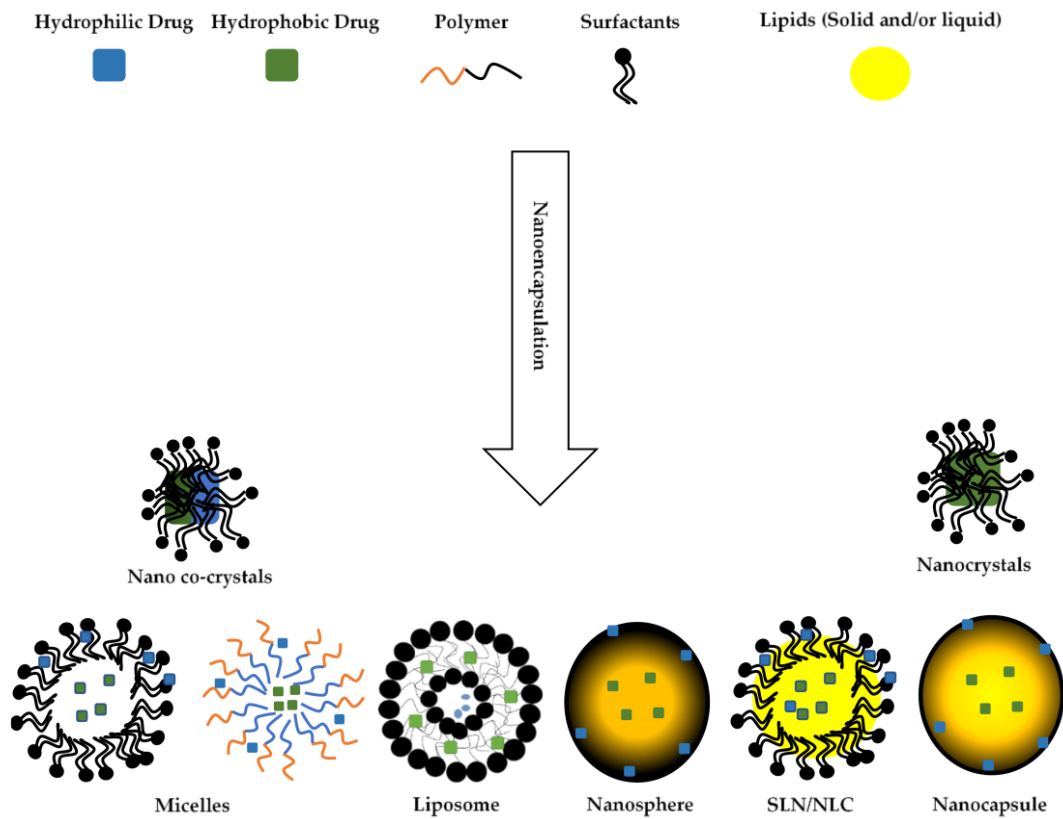 Hydrophilic Drug
Hydrophobic Drug
Polymer
Surfactants
Lipids (Solid and/or liquid)
Nanoencapsulation
Nano co-crystals
Nanocrystals
Micelles
Liposome
Nanosphere
SLN/NLC
Nanocapsule